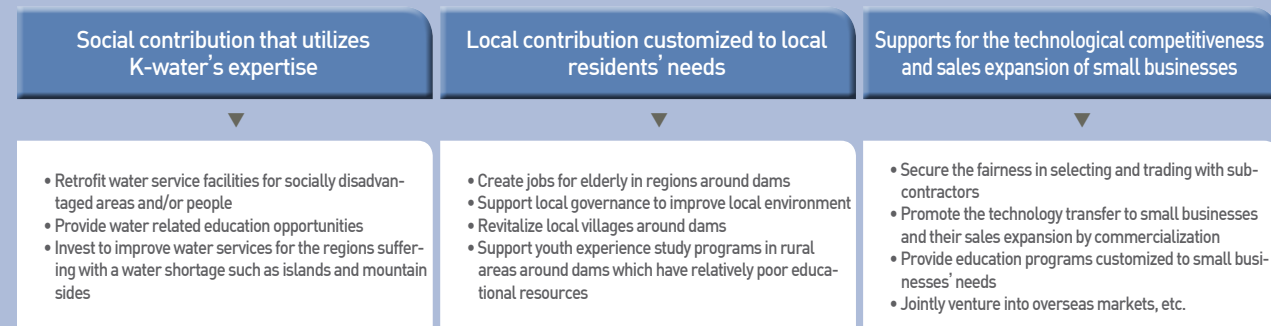 Social contribution that utilizes
K-water's expertise
▼
• Retrofit water service facilities for socially disadvan-
taged areas and/or people
• Provide water related education opportunities
• Invest to improve water services for the regions suffer-
ing with a water shortage such as islands and mountain
sides
Local contribution customized to local
residents' needs
▼
• Create jobs for elderly in regions around dams
• Support local governance to improve local environment
• Revitalize local villages around dams
• Support youth experience study programs in rural
areas around dams which have relatively poor educa-
tional resources
Supports for the technological competitiveness
and sales expansion of small businesses
▼
• Secure the fairness in selecting and trading with sub-
contractors
• Promote the technology transfer to small businesses
and their sales expansion by commercialization
• Provide education programs customized to small busi-
nesses' needs
• Jointly venture into overseas markets, etc.